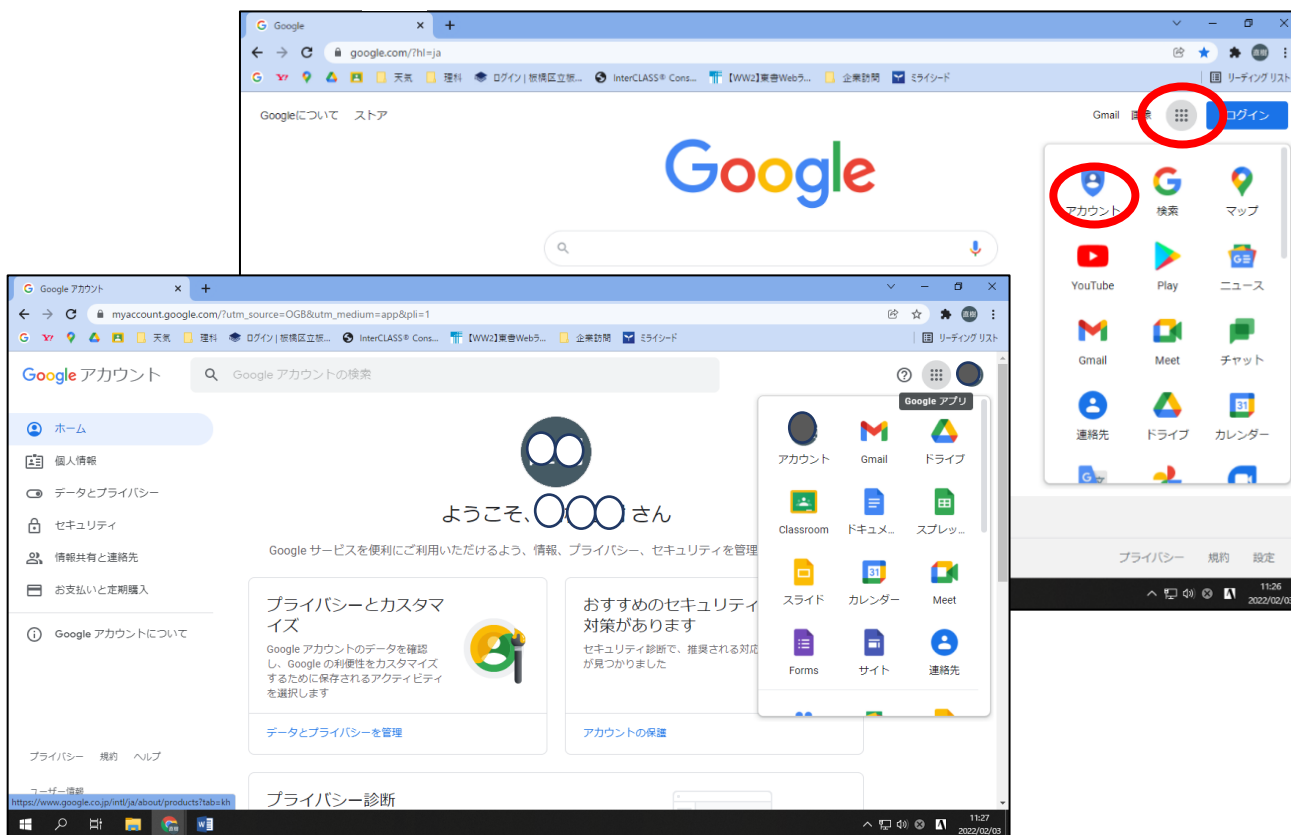 Google
google.com/?hl=ja
天気
理科
ログイン|板橋区立板...
InterCLASS® Cons...
【WW2】東書Webラ...
企業訪問
ミライシード
リーディングリスト
Googleについて ストア
Gmail
ログイン
Google
アカウント 検索 マップ
YouTube Play ニュース
Gmail Meet チャット
連絡先 ドライブ カレンダー
プライバシー 規約 設定
11:26
2022/02/03
Google アカウント
myaccount.google.com/?utm_source=OGB&utm_medium=app&pli=1
天気
理科
ログイン|板橋区立板...
InterCLASS® Cons...
【WW2】東書Webラ...
企業訪問
ミライシード
リーディングリスト
Google アカウント
Google アカウントの検索
Google アプリ
ホーム
個人情報
データとプライバシー
セキュリティ
情報共有と連絡先
お支払いと定期購入
Google アカウントについて
プライバシー 規約 ヘルプ
ユーザー情報
https://www.google.co.jp/intl/ja/about/products?tab=kh
ようこそ、 さん
Google サービスを便利にご利用いただけるよう、情報、プライバシー、セキュリティを管理
プライバシーとカスタマ
イズ
Google アカウントのデータを確認
し、Google の利便性をカスタマイズ
するために保存されるアクティビティ
を選択します
データとプライバシーを管理
おすすめのセキュリティ
対策があります
セキュリティ診断で、推奨される対応
が見つかりました
アカウントの保護
プライバシー診断
アカウント Gmail ドライブ
Classroom ドキュメ... スプレッ...
スライド カレンダー Meet
Forms サイト 連絡先
11:27
2022/02/03